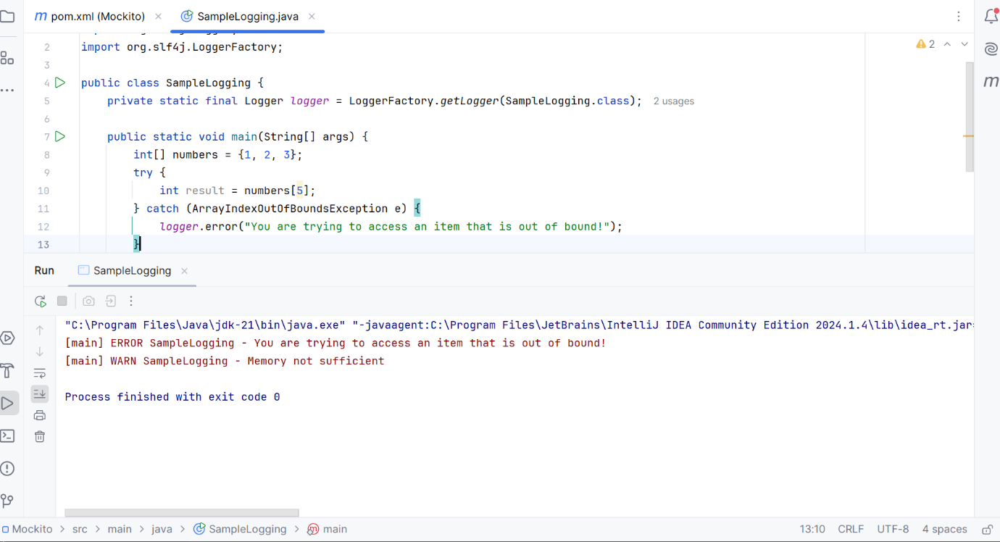 m pom.xml (Mockito)
SampleLogging.java
2 import org.slf4j.LoggerFactory;
2
3
4 public class SampleLogging {
5 private static final Logger logger = LoggerFactory.getLogger(SampleLogging.class); 2 usages
6
7 public static void main(String[] args) {
8 int[] numbers = {1, 2, 3};
9 try {
10 int result = numbers[5];
11 } catch (ArrayIndexOutOfBoundsException e) {
12 logger.error("You are trying to access an item that is out of bound!");
13 }
m
Run SampleLogging
"C:\Program Files\Java\jdk-21\bin\java.exe" "-javaagent:C:\Program Files\JetBrains\IntelliJ IDEA Community Edition 2024.1.4\lib\idea_rt.jar
[main] ERROR SampleLogging - You are trying to access an item that is out of bound!
[main] WARN SampleLogging - Memory not sufficient
Process finished with exit code 0
Mockito > src > main > java > SampleLogging > m main 13:10 CRLF UTF-8 4 spaces